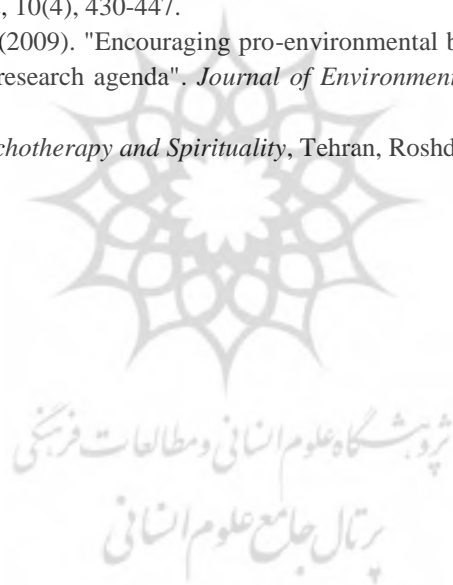 , 10(4), 430-447.
(2009). "Encouraging pro-environmental b
research agenda". Journal of Environmen
chotherapy and Spirituality, Tehran, Roshd
پژوهشگاه علوم انسانی و مطالعات فرهنگی
پرتال جامع علوم انسانی